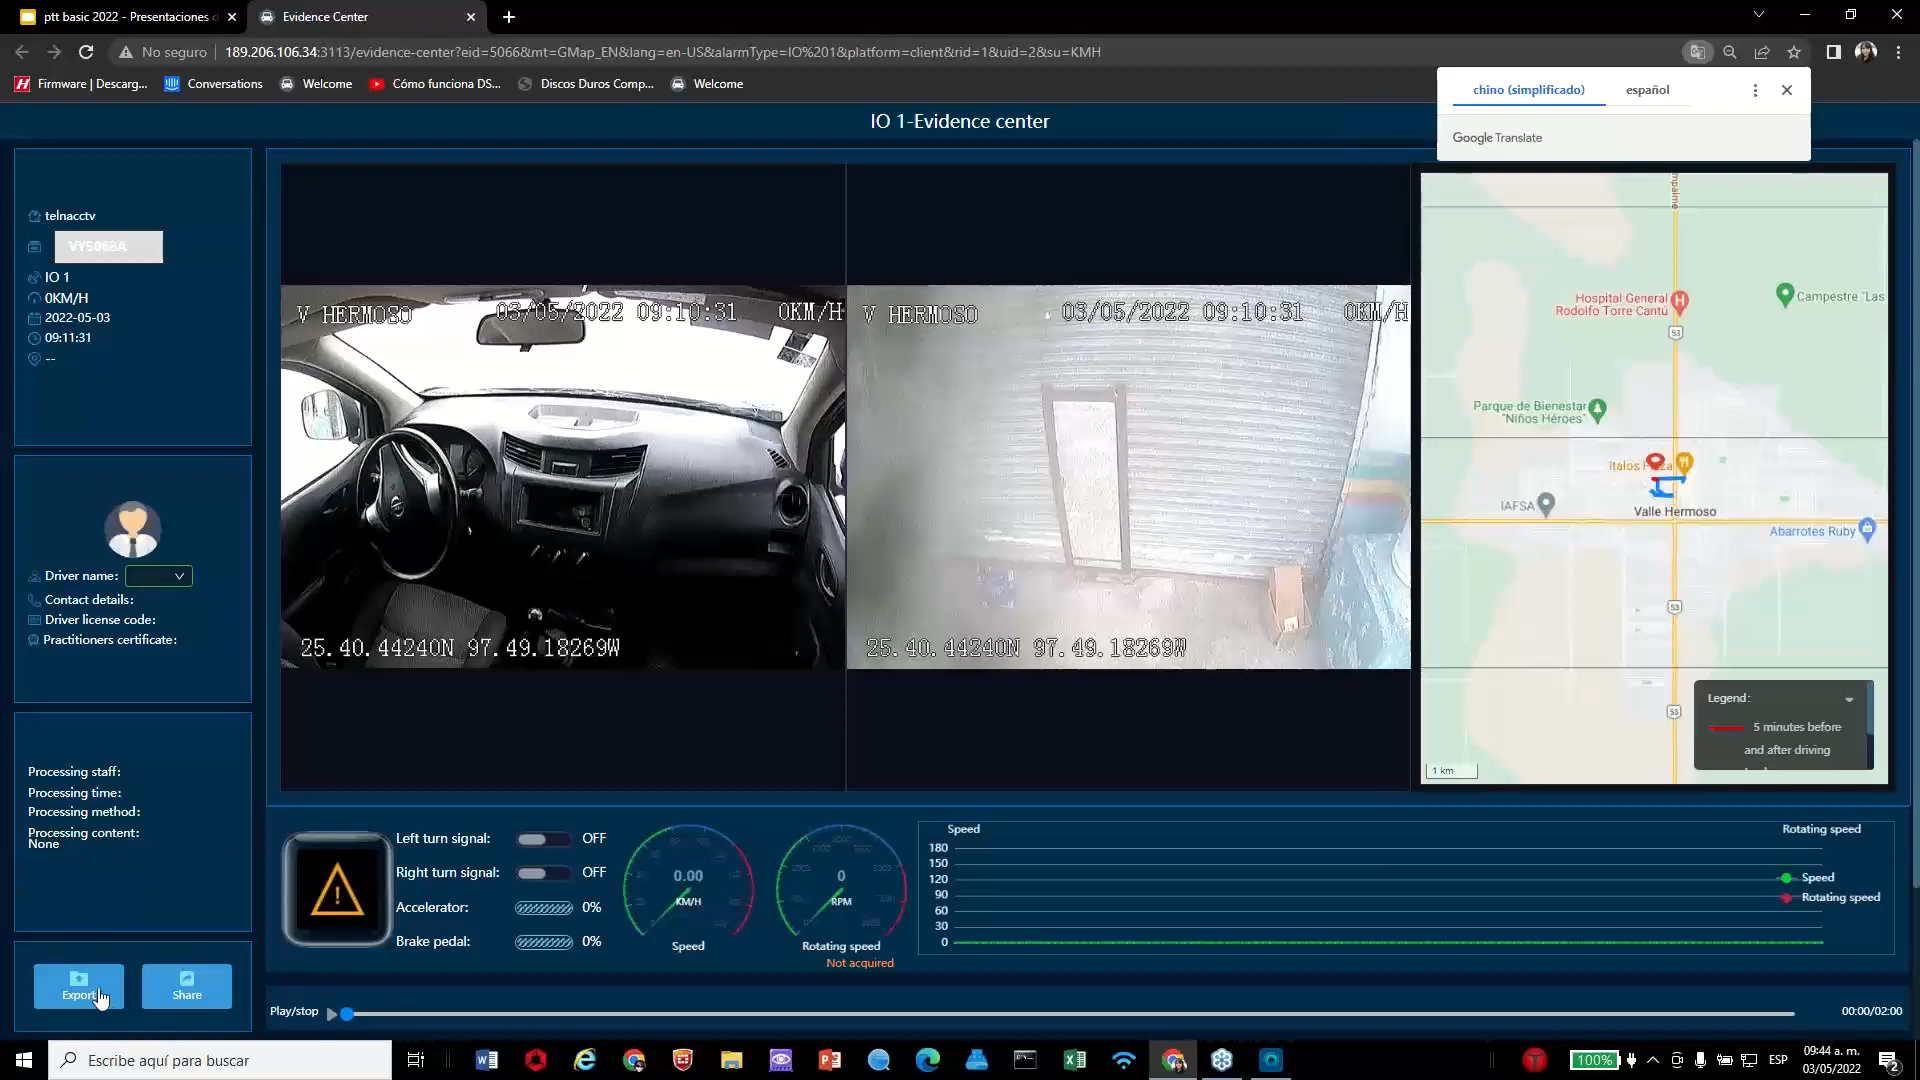 ptt basic 2022 - Presentaciones
Evidence Center
No seguro
189.206.106.34:3113/evidence-center?eid=5066&mt=GMap_EN&lang=en-US&alarmType=IO%201&platform=client&rid=1&uid=2&su=KMH
Firmware | Descarg...
Conversations
Welcome
Cómo funciona DS...
Discos Duros Comp...
Welcome
chino (simplificado)
español
Google Translate
IO 1-Evidence center
telnacctv
VY5068A
IO 1
0KM/H
2022-05-03
09:11:31
--
Driver name:
Contact details:
Driver license code:
Practitioners certificate:
Processing staff:
Processing time:
Processing method:
Processing content:
None
Export
Share
V HERMOSO
03/05/2022 09:10:31
0KM/H
25.40.44240N 97.49.18269W
V HERMOSO
03/05/2022 09:10:31
0KM/H
25.40.44240N 97.49.18269W
mpalme
Hospital General
Rodolfo Torre Cantú
Campestre "Las
53
Parque de Bienestar
"Niños Héroes"
Italos Pizza
IAFSA
Valle Hermoso
Abarrotes Ruby
53
53
1 km
Legend:
5 minutes before
and after driving
Left turn signal:
OFF
Right turn signal:
OFF
Accelerator:
0%
Brake pedal:
0%
0.00
KM/H
Speed
0
RPM
Rotating speed
Not acquired
Speed
Rotating speed
180
150
120
90
60
30
0
Speed
Rotating speed
Play/stop
00:00/02:00
Escribe aquí para buscar
100%
ESP
09:44 a. m.
03/05/2022
2